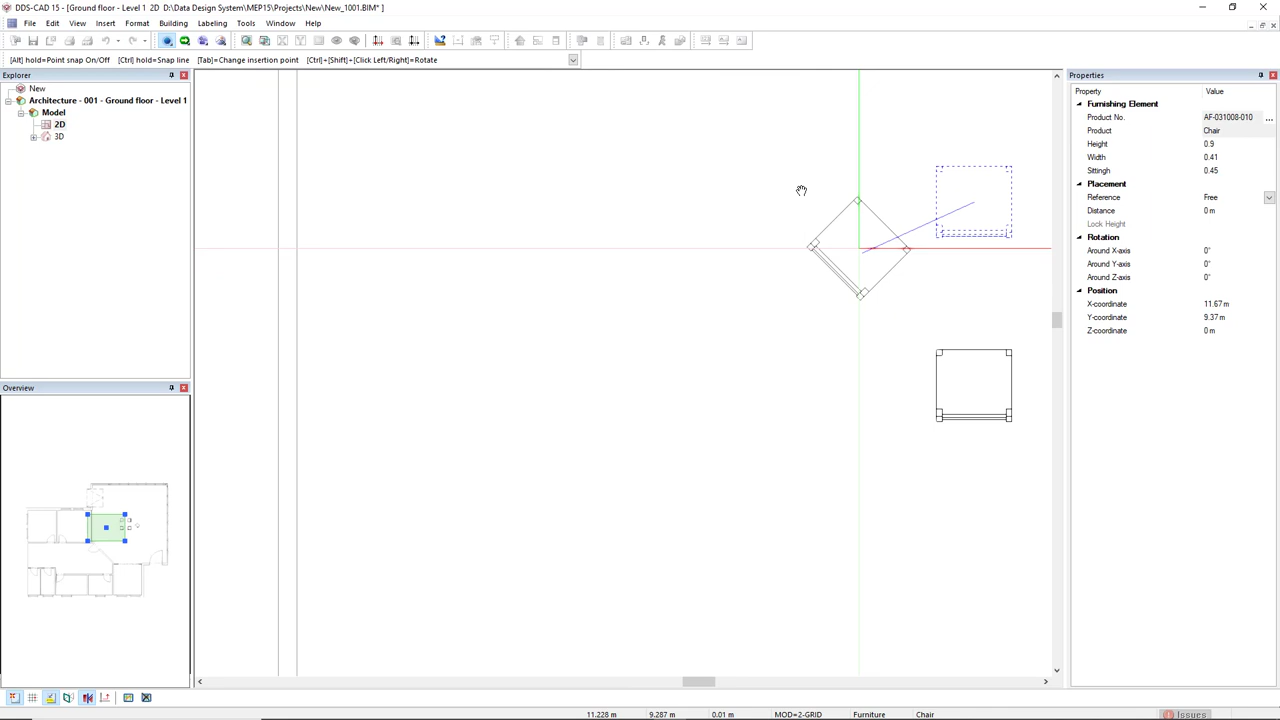 DDS-CAD 15 - [Ground floor - Level 1  2D  D:\Data Design System\MEP15\Projects\New\New_1001.BIM* ]
File Edit View Insert Format Building Labeling Tools Window Help
[Alt] hold=Point snap On/Off [Ctrl] hold=Snap line [Tab]=Change insertion point [Ctrl]+[Shift]+[Click Left/Right]=Rotate
Explorer
New
Architecture - 001 - Ground floor - Level 1
Model
2D
3D
Overview
Properties
Property Value
Furnishing Element
Product No. AF-031008-010 ...
Product Chair
Height 0.9
Width 0.41
Sittingh 0.45
Placement
Reference Free
Distance 0 m
Lock Height
Rotation
Around X-axis 0°
Around Y-axis 0°
Around Z-axis 0°
Position
X-coordinate 11.67 m
Y-coordinate 9.37 m
Z-coordinate 0 m
11.228 m 9.287 m 0.01 m MOD=2-GRID Furniture Chair Issues